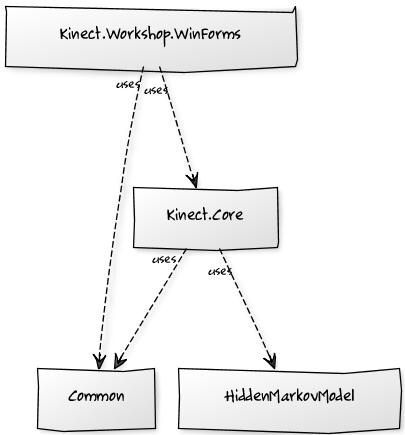 Kinect.Workshop.WinForms
uses
uses
Kinect.Core
uses
uses
Common
HiddenMarkovModel